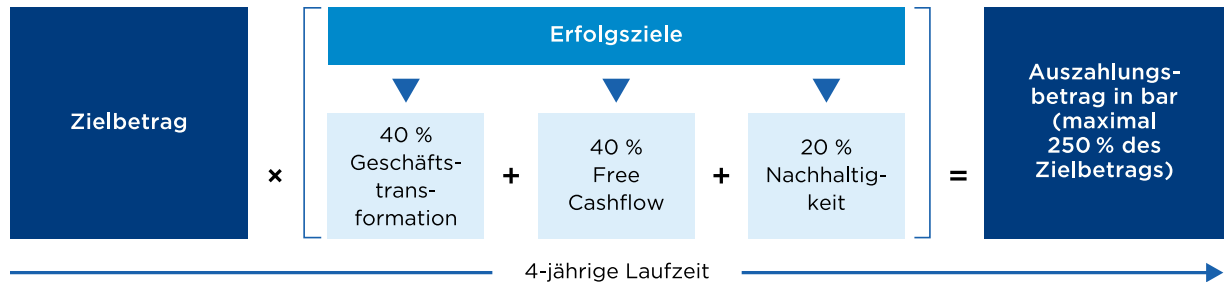 Zielbetrag
×
Erfolgsziele
40 %
Geschäfts-
trans-
formation
+
40 %
Free
Cashflow
+
20 %
Nachhaltig-
keit
=
Auszahlungs-
betrag in bar
(maximal
250 % des
Zielbetrags)
4-jährige Laufzeit